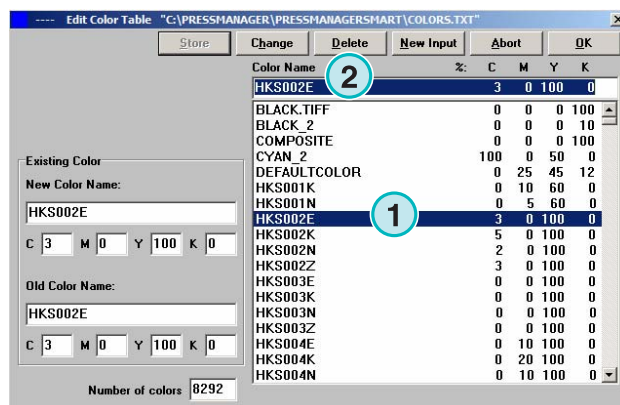 ---- Edit Color Table "C:\PRESSMANAGER\PRESSMANAGERSMART\COLORS.TXT"
Store Change Delete New Input Abort OK
Color Name %: C M Y K
2
HKS002E 3 0 100 0
BLACK.TIFF 0 0 0 100
BLACK_2 0 0 0 10
COMPOSITE 0 0 0 100
CYAN_2 100 0 50 0
DEFAULTCOLOR 0 25 45 12
HKS001K 0 10 60 0
HKS001N 0 5 60 0
HKS002E 3 0 100 0
1
HKS002K 5 0 100 0
HKS002N 2 0 100 0
HKS002Z 3 0 100 0
HKS003E 0 0 100 0
HKS003K 0 0 100 0
HKS003N 0 0 100 0
HKS003Z 0 0 100 0
HKS004E 0 10 100 0
HKS004K 0 20 100 0
HKS004N 0 10 100 0
Existing Color
New Color Name:
HKS002E
C 3 M 0 Y 100 K 0
Old Color Name:
HKS002E
C 3 M 0 Y 100 K 0
Number of colors 8292